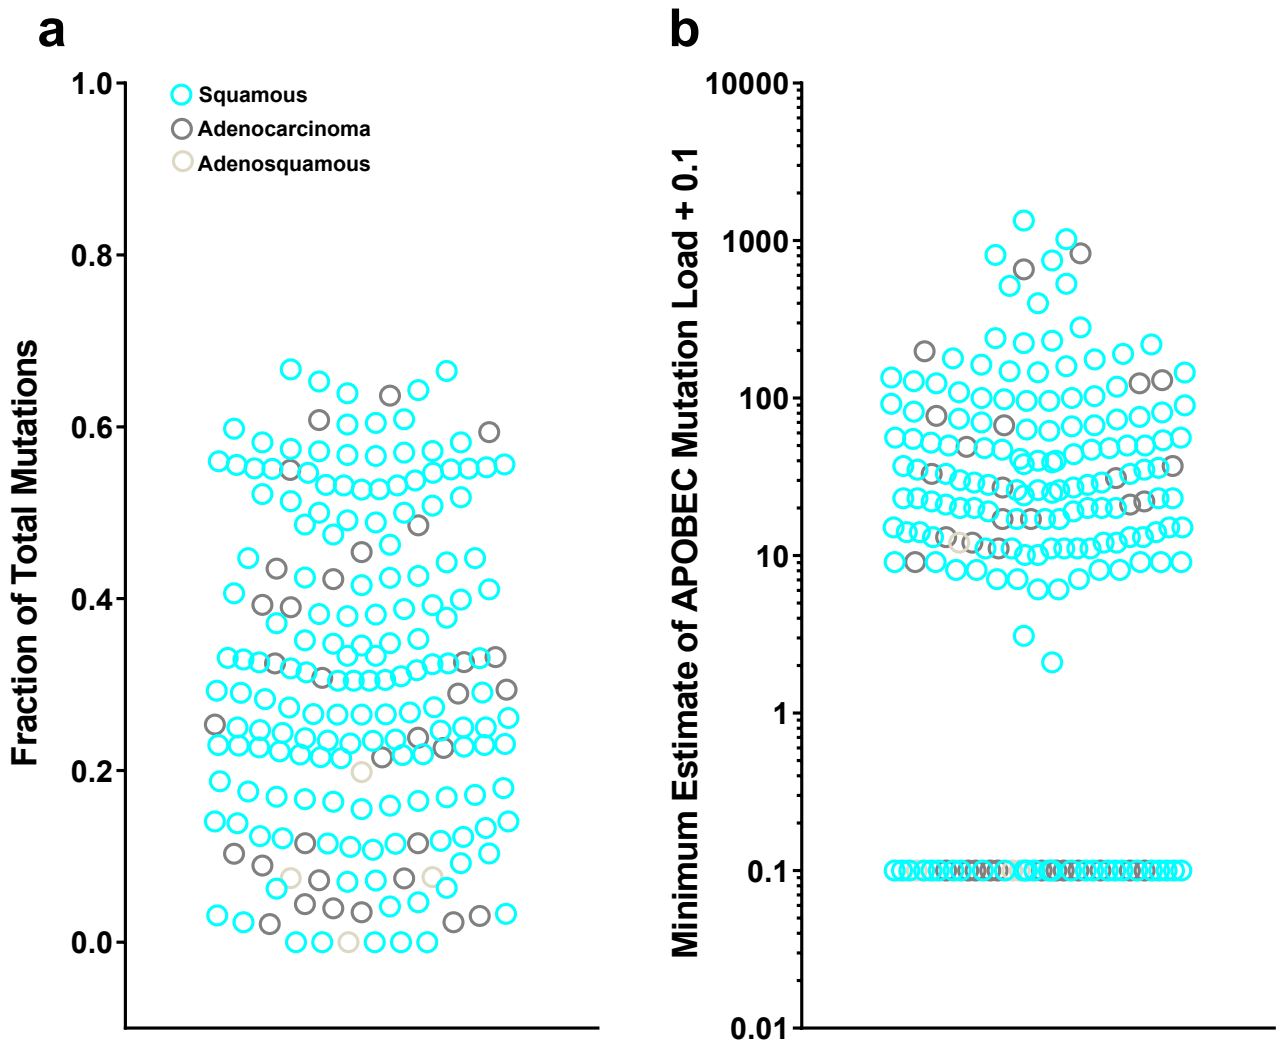 a
1.0
0.8
0.6
0.4
0.2
0.0
Fraction of Total Mutations
Squamous
Adenocarcinoma
Adenosquamous
b
10000
1000
100
10
1
0.1
0.01
Minimum Estimate of APOBEC Mutation Load + 0.1